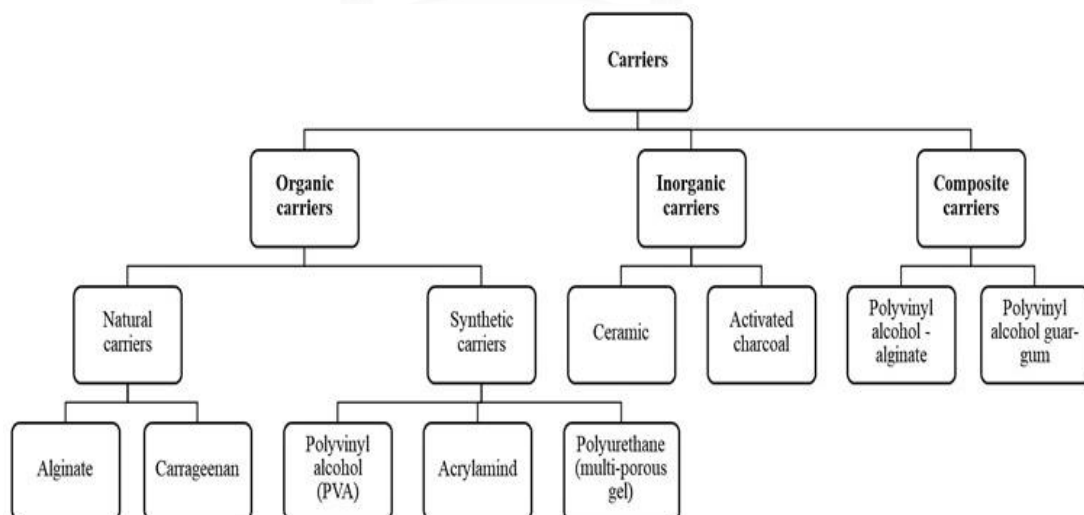 Carriers
Organic
carriers
Inorganic
carriers
Composite
carriers
Natural
carriers
Synthetic
carriers
Ceramic
Activated
charcoal
Polyvinyl
alcohol -
alginate
Polyvinyl
alcohol guar-
gum
Alginate
Carrageenan
Polyvinyl
alcohol
(PVA)
Acrylamind
Polyurethane
(multi-porous
gel)